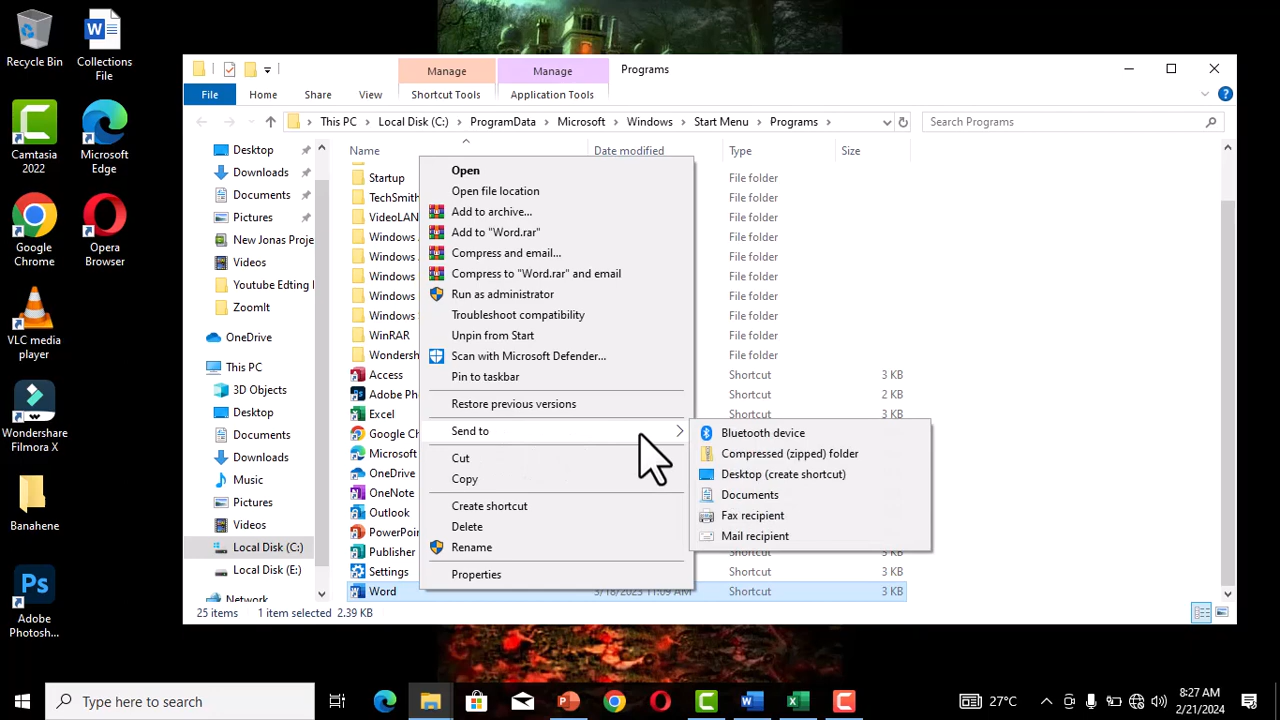 Recycle Bin
Collections
File
Camtasia
2022
Microsoft
Edge
Google
Chrome
Opera
Browser
VLC media
player
Wondershare
Filmora X
Banahene
Adobe
Photosh...
Manage
Manage
Programs
File
Home
Share
View
Shortcut Tools
Application Tools
This PC
Local Disk (C:)
ProgramData
Microsoft
Windows
Start Menu
Programs
Search Programs
Desktop
Downloads
Documents
Pictures
New Jonas Proje
Videos
Youtube Edting
ZoomIt
OneDrive
This PC
3D Objects
Desktop
Documents
Downloads
Music
Pictures
Videos
Local Disk (C:)
Local Disk (E:)
Network
Name
Date modified
Type
Size
Startup
File folder
TechSmith
File folder
VideoLAN
File folder
Windows
File folder
Windows
File folder
Windows
File folder
Windows
File folder
WinRAR
File folder
Wondersh
File folder
Access
Shortcut
3 KB
Adobe Ph
Shortcut
2 KB
Excel
Shortcut
3 KB
Google Ch
Microsoft
OneDrive
OneNote
Outlook
PowerPoin
Publisher
Shortcut
3 KB
Settings
Shortcut
3 KB
Word
3/18/2023 11:09 AM
Shortcut
3 KB
Open
Open file location
Add to archive...
Add to "Word.rar"
Compress and email...
Compress to "Word.rar" and email
Run as administrator
Troubleshoot compatibility
Unpin from Start
Scan with Microsoft Defender...
Pin to taskbar
Restore previous versions
Send to
Cut
Copy
Create shortcut
Delete
Rename
Properties
Bluetooth device
Compressed (zipped) folder
Desktop (create shortcut)
Documents
Fax recipient
Mail recipient
25 items
1 item selected 2.39 KB
Type here to search
27°C
8:27 AM
2/21/2024